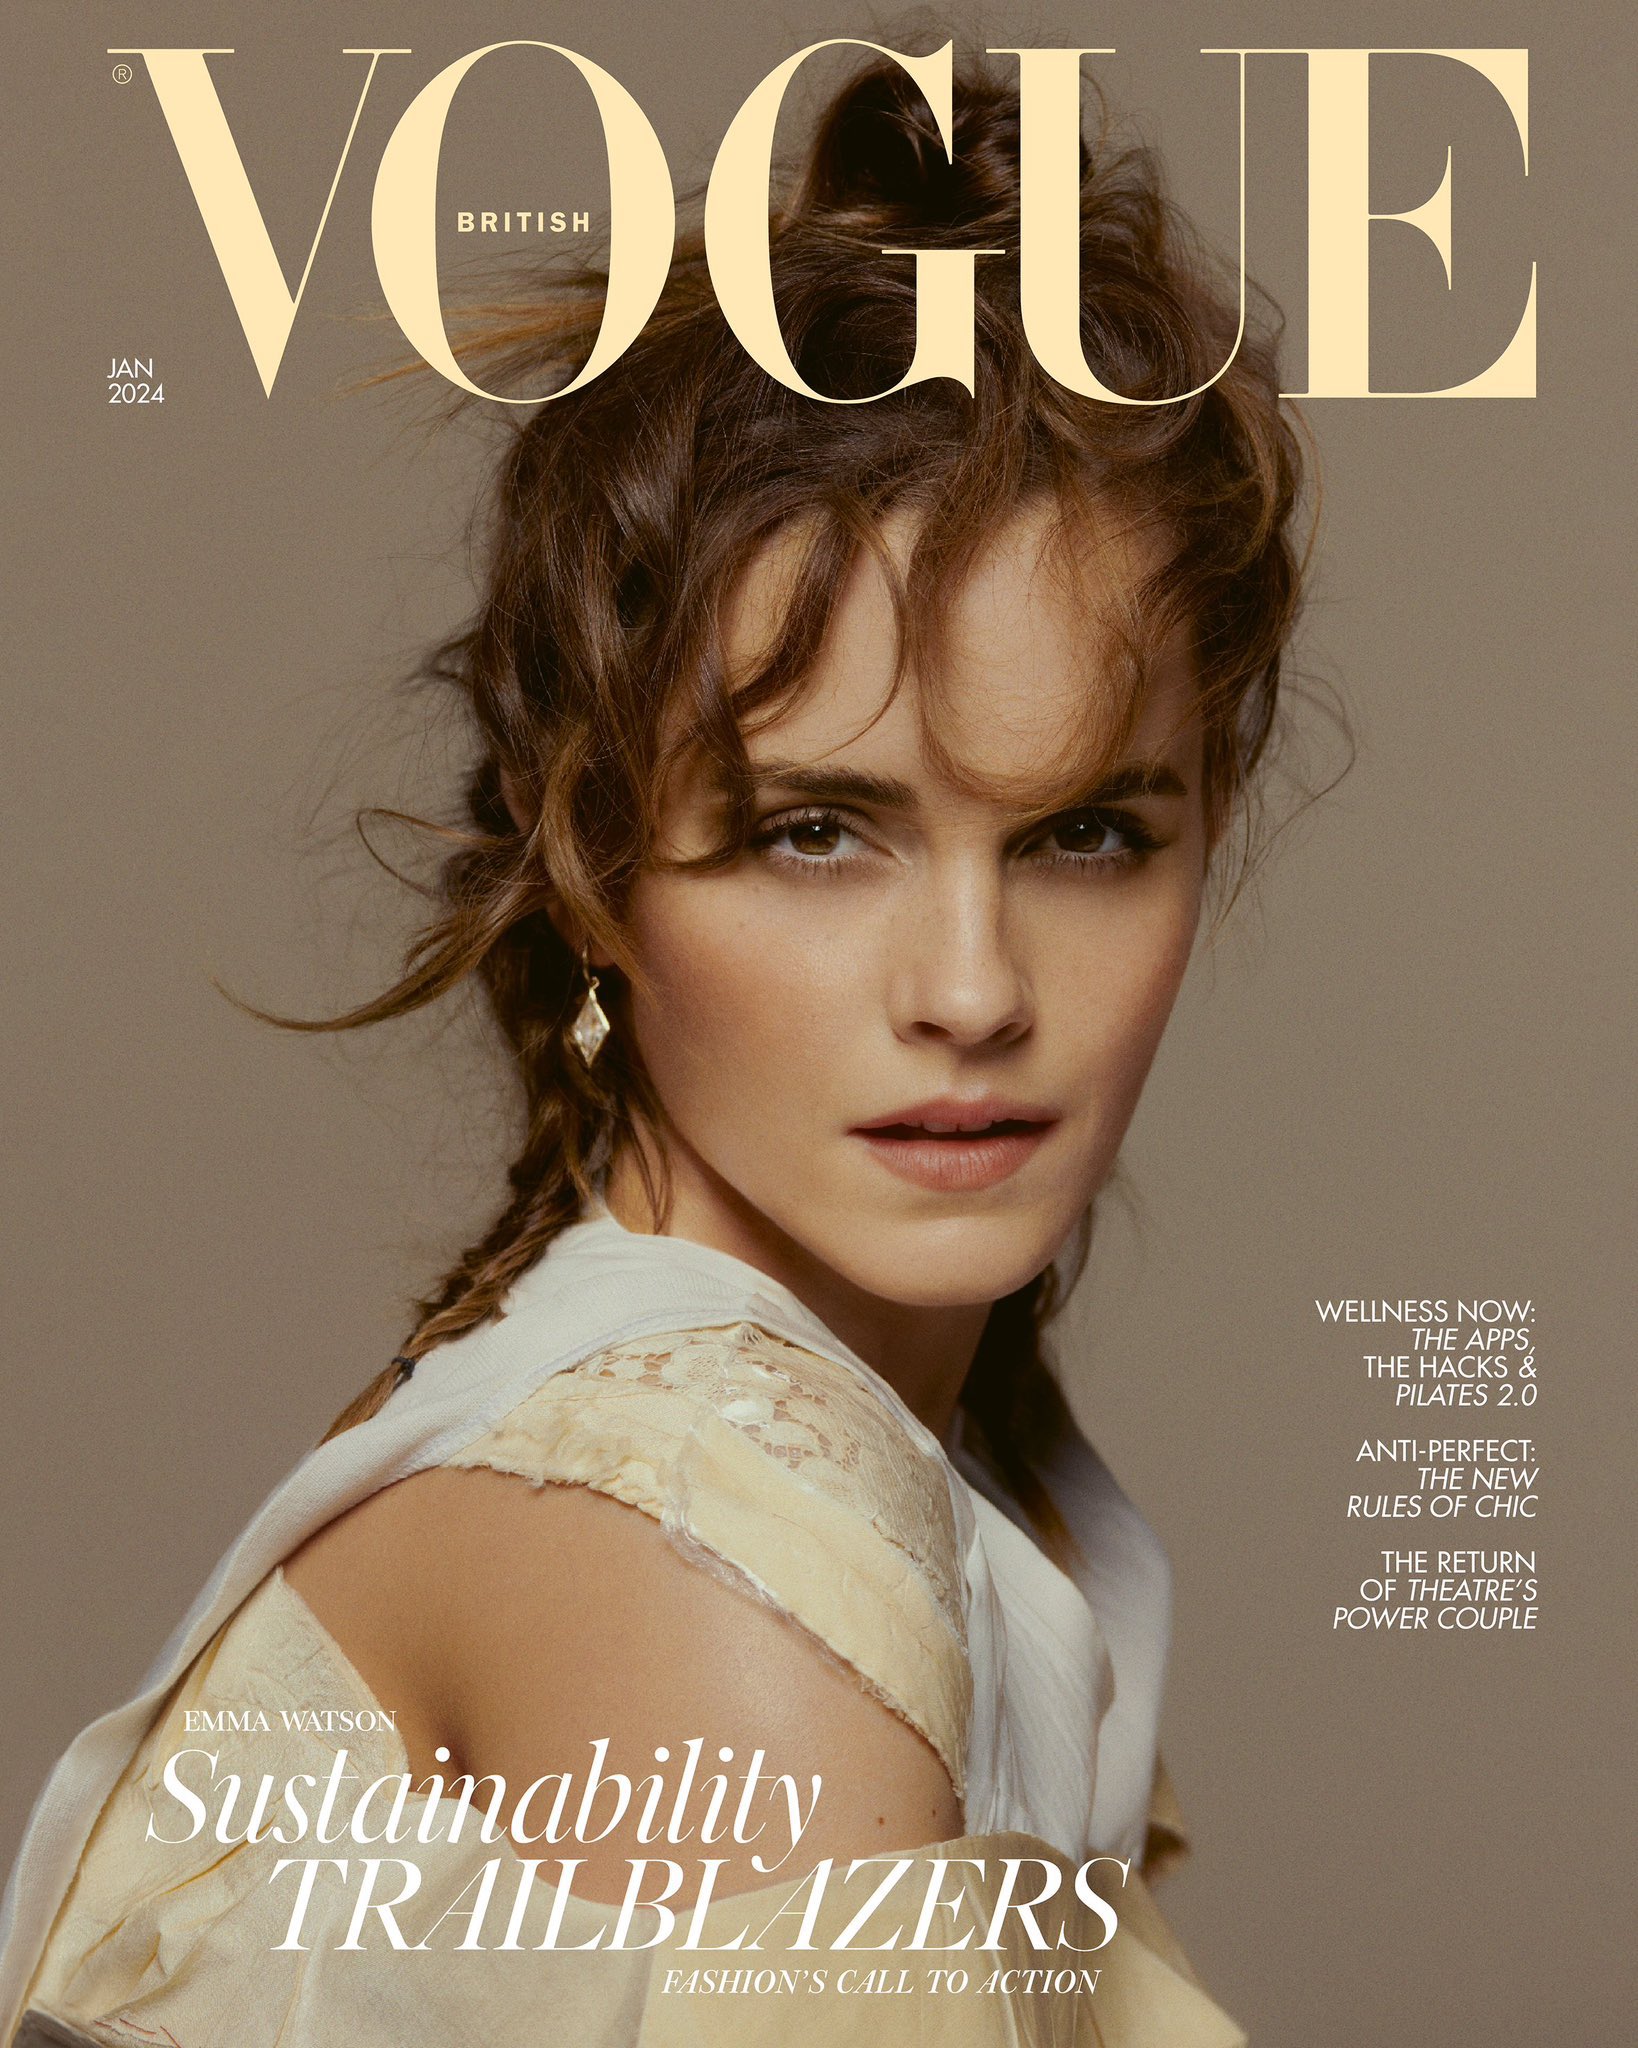 VOGUE
®
BRITISH
JAN
2024
WELLNESS NOW:
THE APPS,
THE HACKS &
PILATES 2.0
ANTI-PERFECT:
THE NEW
RULES OF CHIC
THE RETURN
OF THEATRE’S
POWER COUPLE
EMMA WATSON
Sustainability
TRAILBLAZERS
FASHION’S CALL TO ACTION